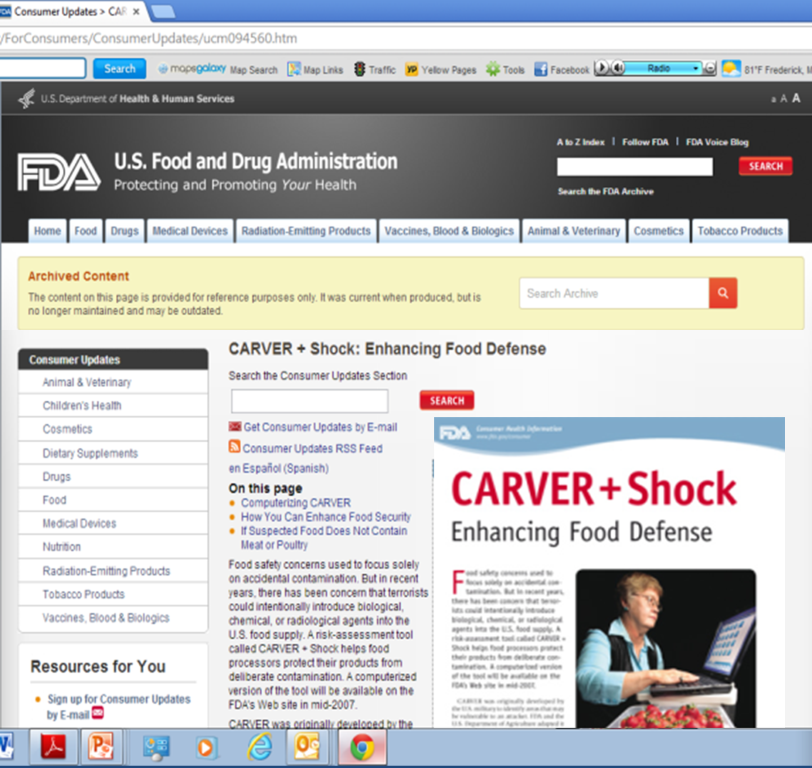 Consumer Updates > CAR
/ForConsumers/ConsumerUpdates/ucm094560.htm
Search mapsgalaxy Map Search Map Links Traffic YP Yellow Pages Tools Facebook Radio 81°F Frederick, M
U.S. Department of Health & Human Services
a A A
A to Z Index | Follow FDA | FDA Voice Blog
FDA U.S. Food and Drug Administration
Protecting and Promoting Your Health
SEARCH
Search the FDA Archive
Home Food Drugs Medical Devices Radiation-Emitting Products Vaccines, Blood & Biologics Animal & Veterinary Cosmetics Tobacco Products
Archived Content
The content on this page is provided for reference purposes only. It was current when produced, but is
no longer maintained and may be outdated.
Search Archive
Consumer Updates
Animal & Veterinary
Children's Health
Cosmetics
Dietary Supplements
Drugs
Food
Medical Devices
Nutrition
Radiation-Emitting Products
Tobacco Products
Vaccines, Blood & Biologics
Resources for You
Sign up for Consumer Updates
by E-mail
CARVER + Shock: Enhancing Food Defense
Search the Consumer Updates Section
SEARCH
Get Consumer Updates by E-mail
Consumer Updates RSS Feed
en Español (Spanish)
On this page
Computerizing CARVER
How You Can Enhance Food Security
If Suspected Food Does Not Contain
Meat or Poultry
Food safety concerns used to focus solely
on accidental contamination. But in recent
years, there has been concern that terrorists
could intentionally introduce biological,
chemical, or radiological agents into the
U.S. food supply. A risk-assessment tool
called CARVER + Shock helps food
processors protect their products from
deliberate contamination. A computerized
version of the tool will be available on the
FDA's Web site in mid-2007.
CARVER was originally developed by the
FDA Consumer Health Information
www.fda.gov/consumer
CARVER + Shock
Enhancing Food Defense
Food safety concerns used to
focus solely on accidental con-
tamination. But in recent years,
there has been concern that terror-
ists could intentionally introduce
biological, chemical, or radiological
agents into the U.S. food supply. A
risk-assessment tool called CARVER +
Shock helps food processors protect
their products from deliberate con-
tamination. A computerized version
of the tool will be available on the
FDA's Web site in mid-2007.
CARVER was originally developed by
the U.S. military to identify areas that may
be vulnerable to an attacker. FDA and the
U.S. Department of Agriculture adapted it